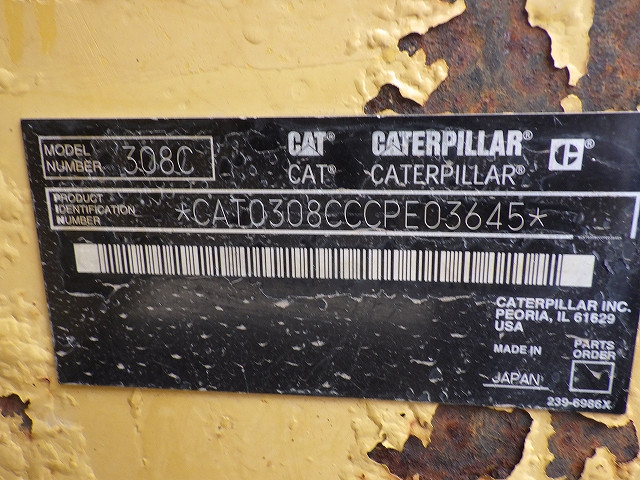 MODEL NUMBER 308C
CAT® CATERPILLAR® C®
CAT® CATERPILLAR®
PRODUCT IDENTIFICATION NUMBER *CAT0308CCCPE03645*
CATERPILLAR INC.
PEORIA, IL 61629
USA
MADE IN
JAPAN
PARTS ORDER
239-6986X